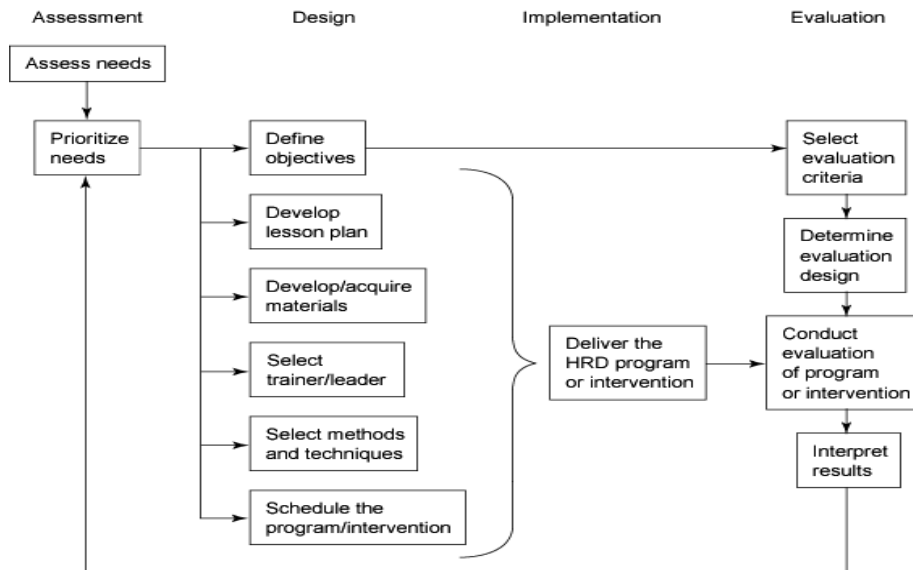 Assessment
Design
Implementation
Evaluation
Assess needs
Prioritize
needs
Define
objectives
Develop
lesson plan
Develop/acquire
materials
Select
trainer/leader
Select methods
and techniques
Schedule the
program/intervention
Deliver the
HRD program
or intervention
Select
evaluation
criteria
Determine
evaluation
design
Conduct
evaluation
of program
or intervention
Interpret
results